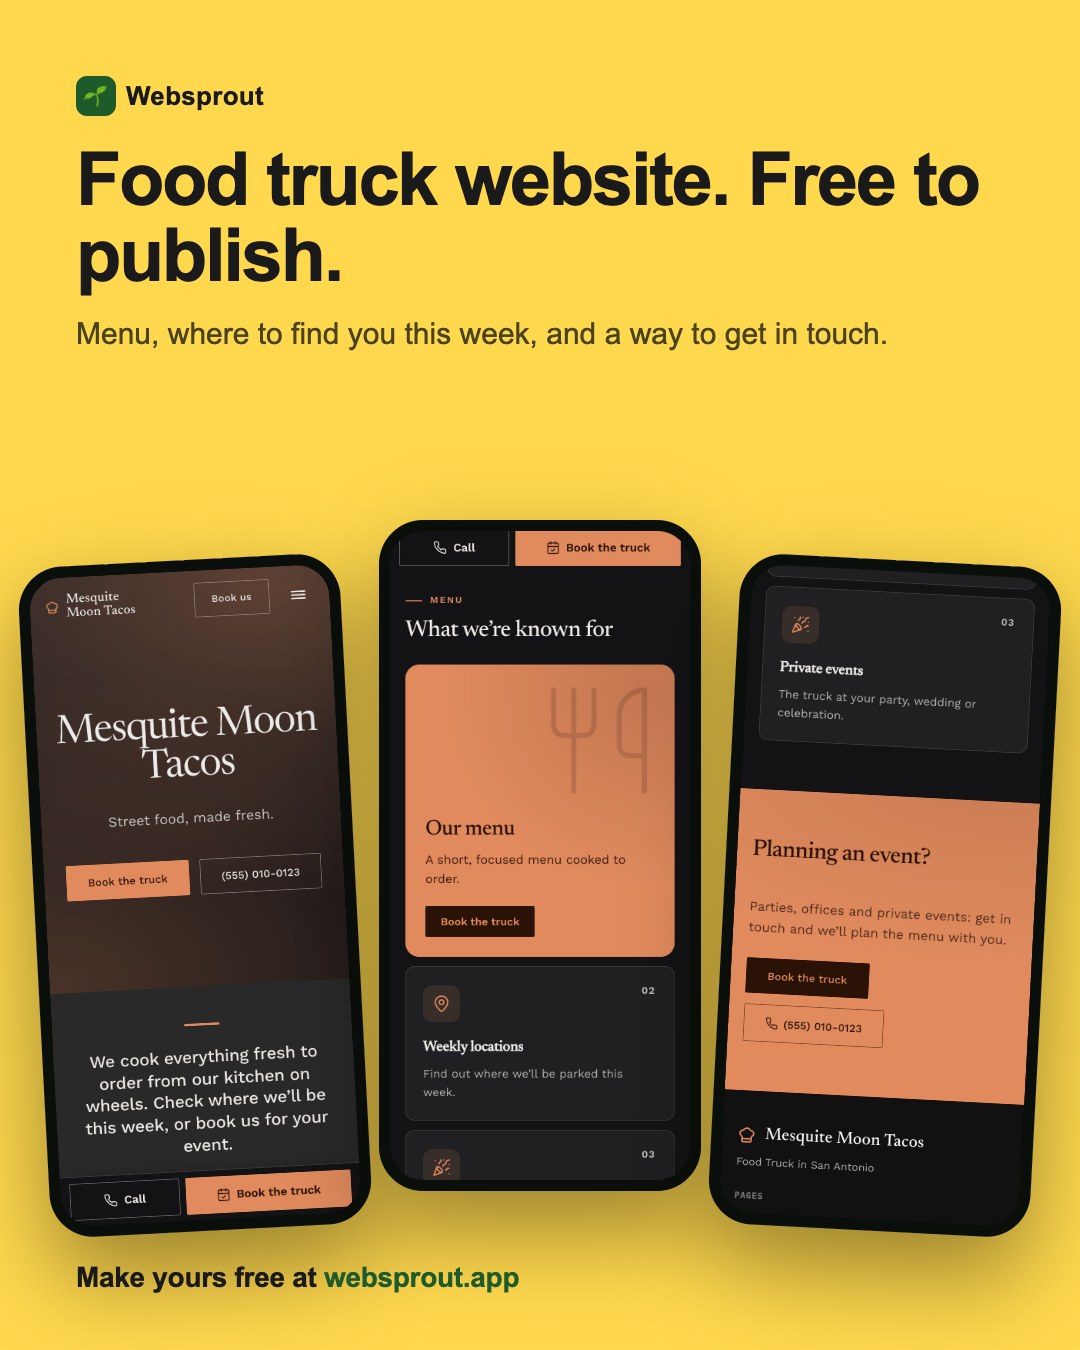 Websprout
Food truck website. Free to
publish.
Menu, where to find you this week, and a way to get in touch.
Mesquite
Moon Tacos
Book us
Mesquite Moon
Tacos
Street food, made fresh.
Book the truck
(555) 010-0123
We cook everything fresh to
order from our kitchen on
wheels. Check where we'll be
this week, or book us for your
event.
Call
Book the truck
Call
Book the truck
MENU
What we're known for
Our menu
A short, focused menu cooked to
order.
Book the truck
02
Weekly locations
Find out where we'll be parked this
week.
03
03
Private events
The truck at your party, wedding or
celebration.
Planning an event?
Parties, offices and private events: get in
touch and we'll plan the menu with you.
Book the truck
(555) 010-0123
Mesquite Moon Tacos
Food Truck in San Antonio
PAGES
Make yours free at websprout.app